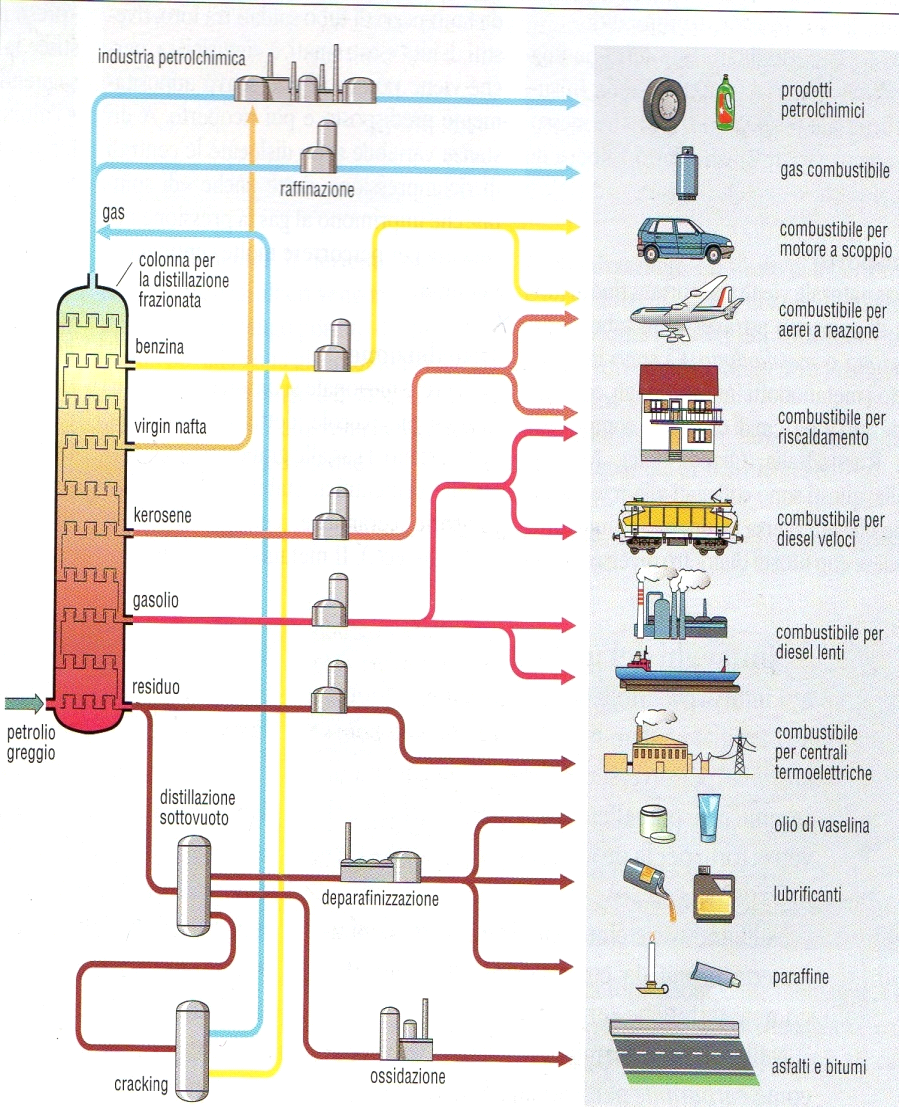 industria petrolchimica
prodotti
petrolchimici
raffinazione
gas combustibile
gas
combustibile per
motore a scoppio
colonna per
la distillazione
frazionata
combustibile per
aerei a reazione
benzina
virgin nafta
combustibile per
riscaldamento
kerosene
combustibile per
diesel veloci
gasolio
combustibile per
diesel lenti
residuo
petrolio
greggio
combustibile
per centrali
termoelettriche
distillazione
sottovuoto
olio di vaselina
deparafinizzazione
lubrificanti
paraffine
cracking
ossidazione
asfalti e bitumi